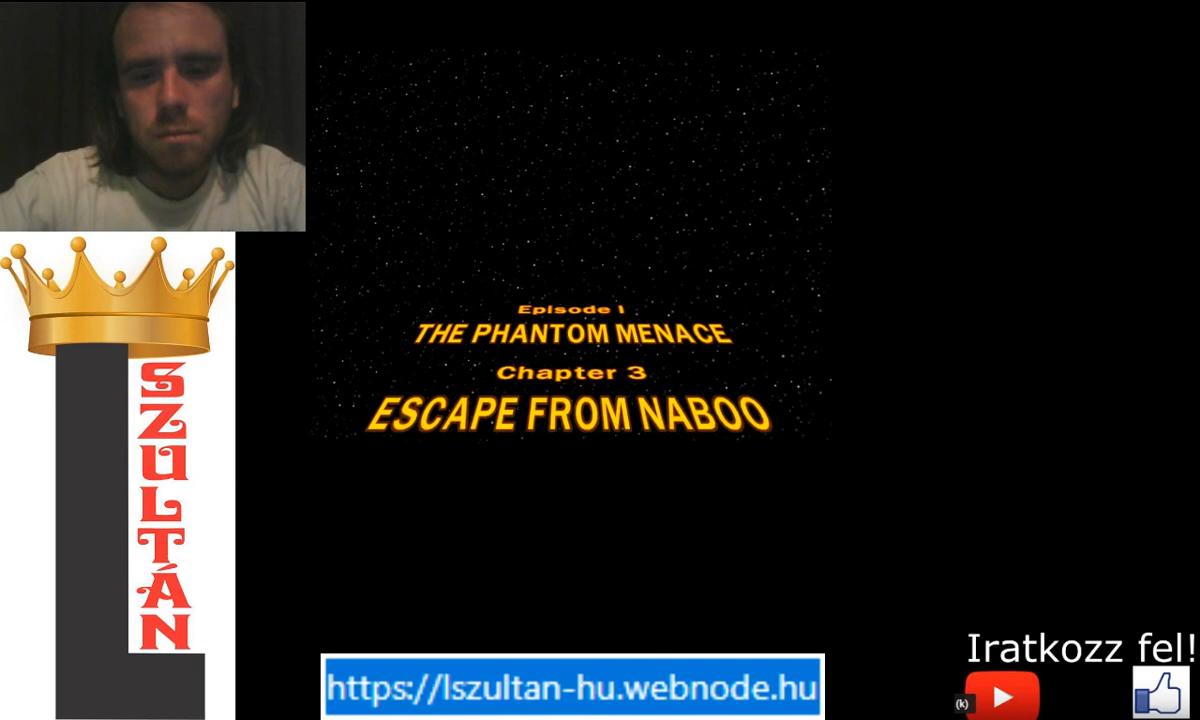 Episode I
THE PHANTOM MENACE
Chapter 3
ESCAPE FROM NABOO
L
SZULTÁN
https://lszultan-hu.webnode.hu
Iratkozz fel!
(k)